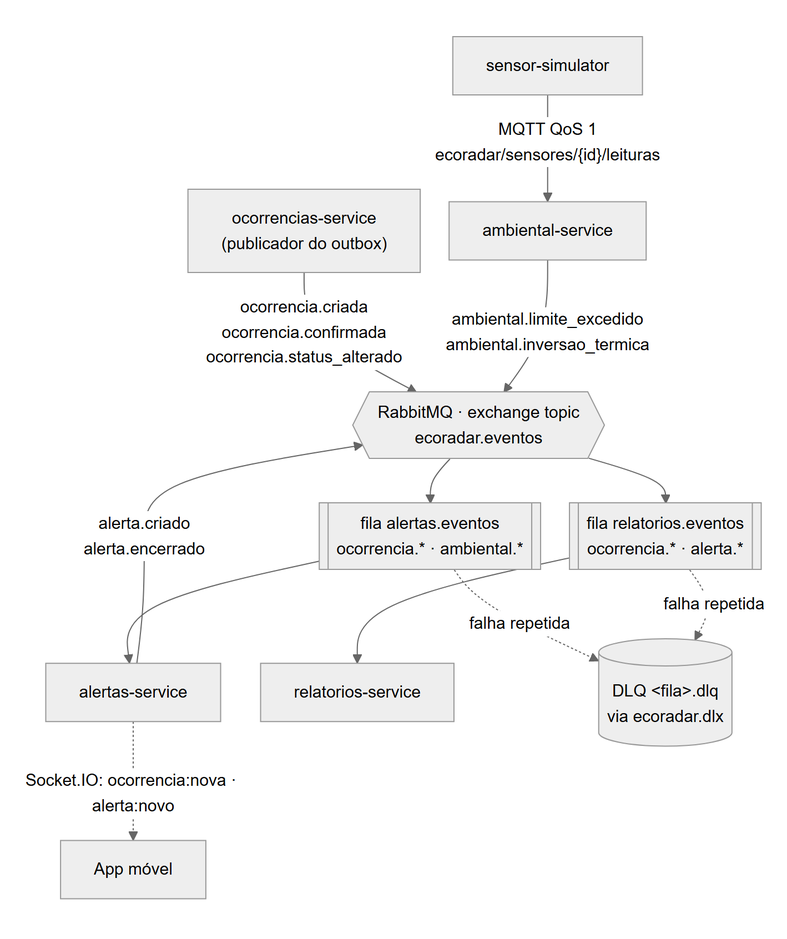 sensor-simulator
MQTT QoS 1
ecoradar/sensores/{id}/leituras
ocorrencias-service
(publicador do outbox)
ambiental-service
ocorrencia.criada
ocorrencia.confirmada
ocorrencia.status_alterado
ambiental.limite_excedido
ambiental.inversao_termica
RabbitMQ · exchange topic
ecoradar.eventos
alerta.criado
alerta.encerrado
fila alertas.eventos
ocorrencia.* · ambiental.*
fila relatorios.eventos
ocorrencia.* · alerta.*
falha repetida
falha repetida
alertas-service
relatorios-service
DLQ <fila>.dlq
via ecoradar.dlx
Socket.IO: ocorrencia:nova ·
alerta:novo
App móvel